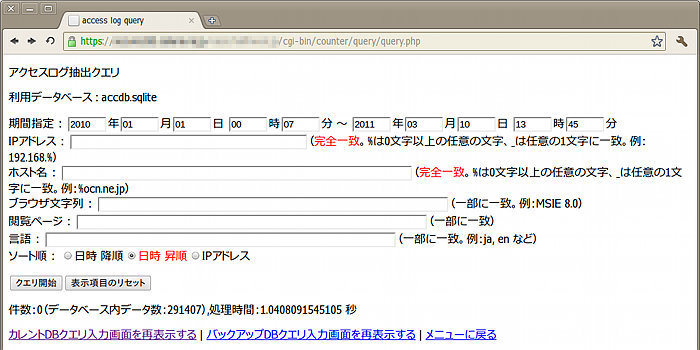 access log query
https://
/cgi-bin/counter/query/query.php
アクセスログ抽出クエリ
利用データベース : accdb.sqlite
期間指定 : 2010 年 01 月 01 日 00 時 07 分 ～ 2011 年 03 月 10 日 13 時 45 分
IPアドレス : (完全一致。%は0文字以上の任意の文字、_は任意の1文字に一致。例:
192.168.%)
ホスト名 : (完全一致。%は0文字以上の任意の文字、_は任意の1文
字に一致。例:%ocn.ne.jp)
ブラウザ文字列 : (一部に一致。例:MSIE 8.0)
閲覧ページ : (一部に一致)
言語 : (一部に一致。例:ja, en など)
ソート順 : 日時 降順 日時 昇順 IPアドレス
クエリ開始 表示項目のリセット
件数:0(データベース内データ数:291407),処理時間:1.0408091545105 秒
カレントDBクエリ入力画面を再表示する | バックアップDBクエリ入力画面を再表示する | メニューに戻る